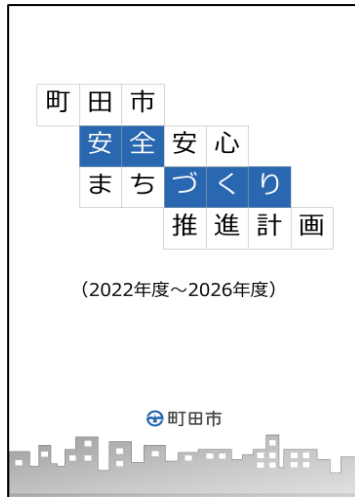 町田市
安全安心
まちづくり
推進計画
（2022年度～2026年度）
町田市